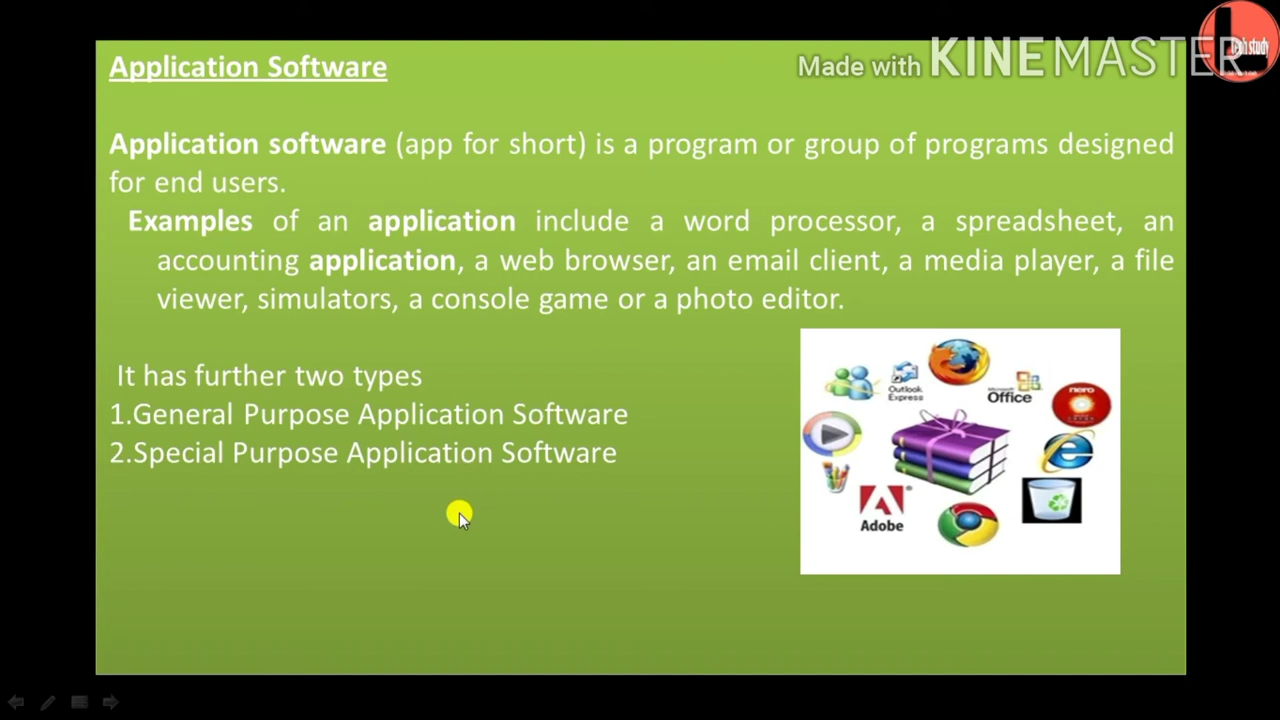 Application Software
Made with KINEMASTER
Application software (app for short) is a program or group of programs designed
for end users.
Examples of an application include a word processor, a spreadsheet, an
accounting application, a web browser, an email client, a media player, a file
viewer, simulators, a console game or a photo editor.
It has further two types
1.General Purpose Application Software
2.Special Purpose Application Software
Outlook
Express
Microsoft
Office
nero
Adobe
study